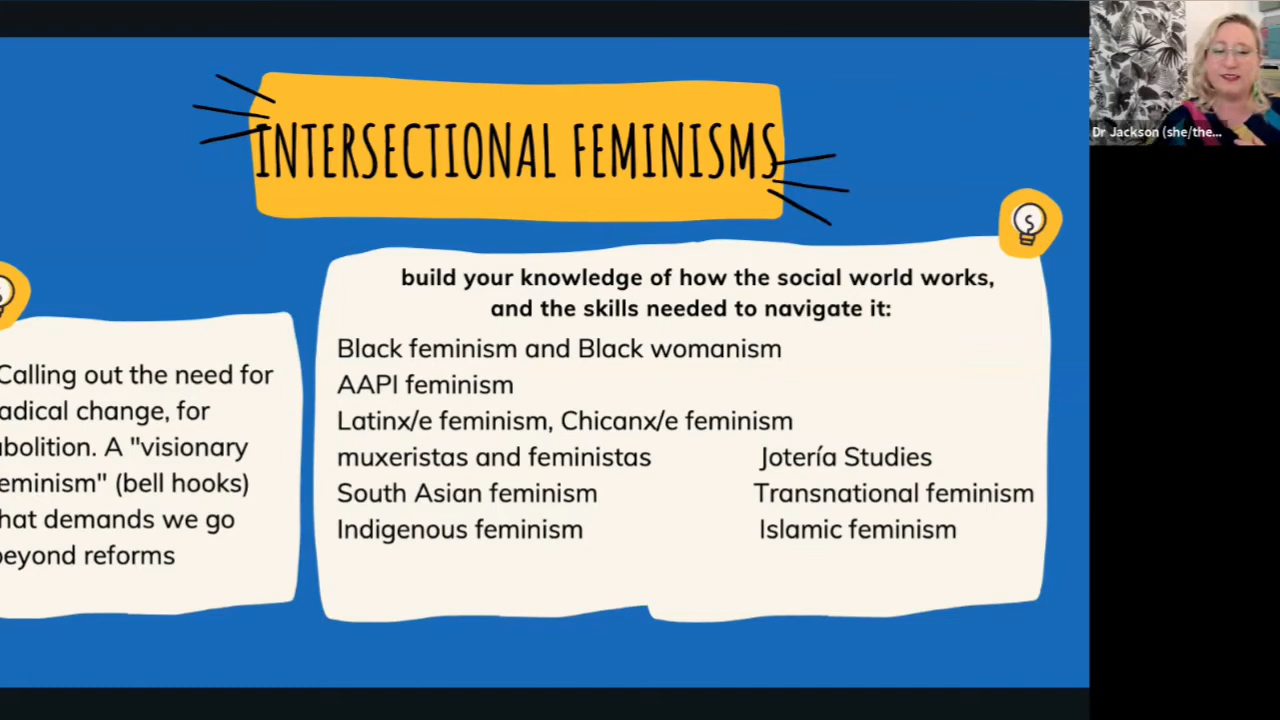 INTERSECTIONAL FEMINISMS
Calling out the need for
adical change, for
bolition. A "visionary
eminism" (bell hooks)
hat demands we go
beyond reforms
build your knowledge of how the social world works,
and the skills needed to navigate it:
Black feminism and Black womanism
AAPI feminism
Latinx/e feminism, Chicanx/e feminism
muxeristas and feministas
South Asian feminism
Indigenous feminism
Jotería Studies
Transnational feminism
Islamic feminism
Dr Jackson (she/the...